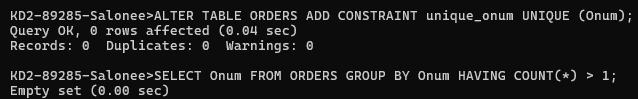 KD2-89285-Salonee>ALTER TABLE ORDERS ADD CONSTRAINT unique_onum UNIQUE (Onum);
Query OK, 0 rows affected (0.04 sec)
Records: 0  Duplicates: 0  Warnings: 0
KD2-89285-Salonee>SELECT Onum FROM ORDERS GROUP BY Onum HAVING COUNT(*) > 1;
Empty set (0.00 sec)